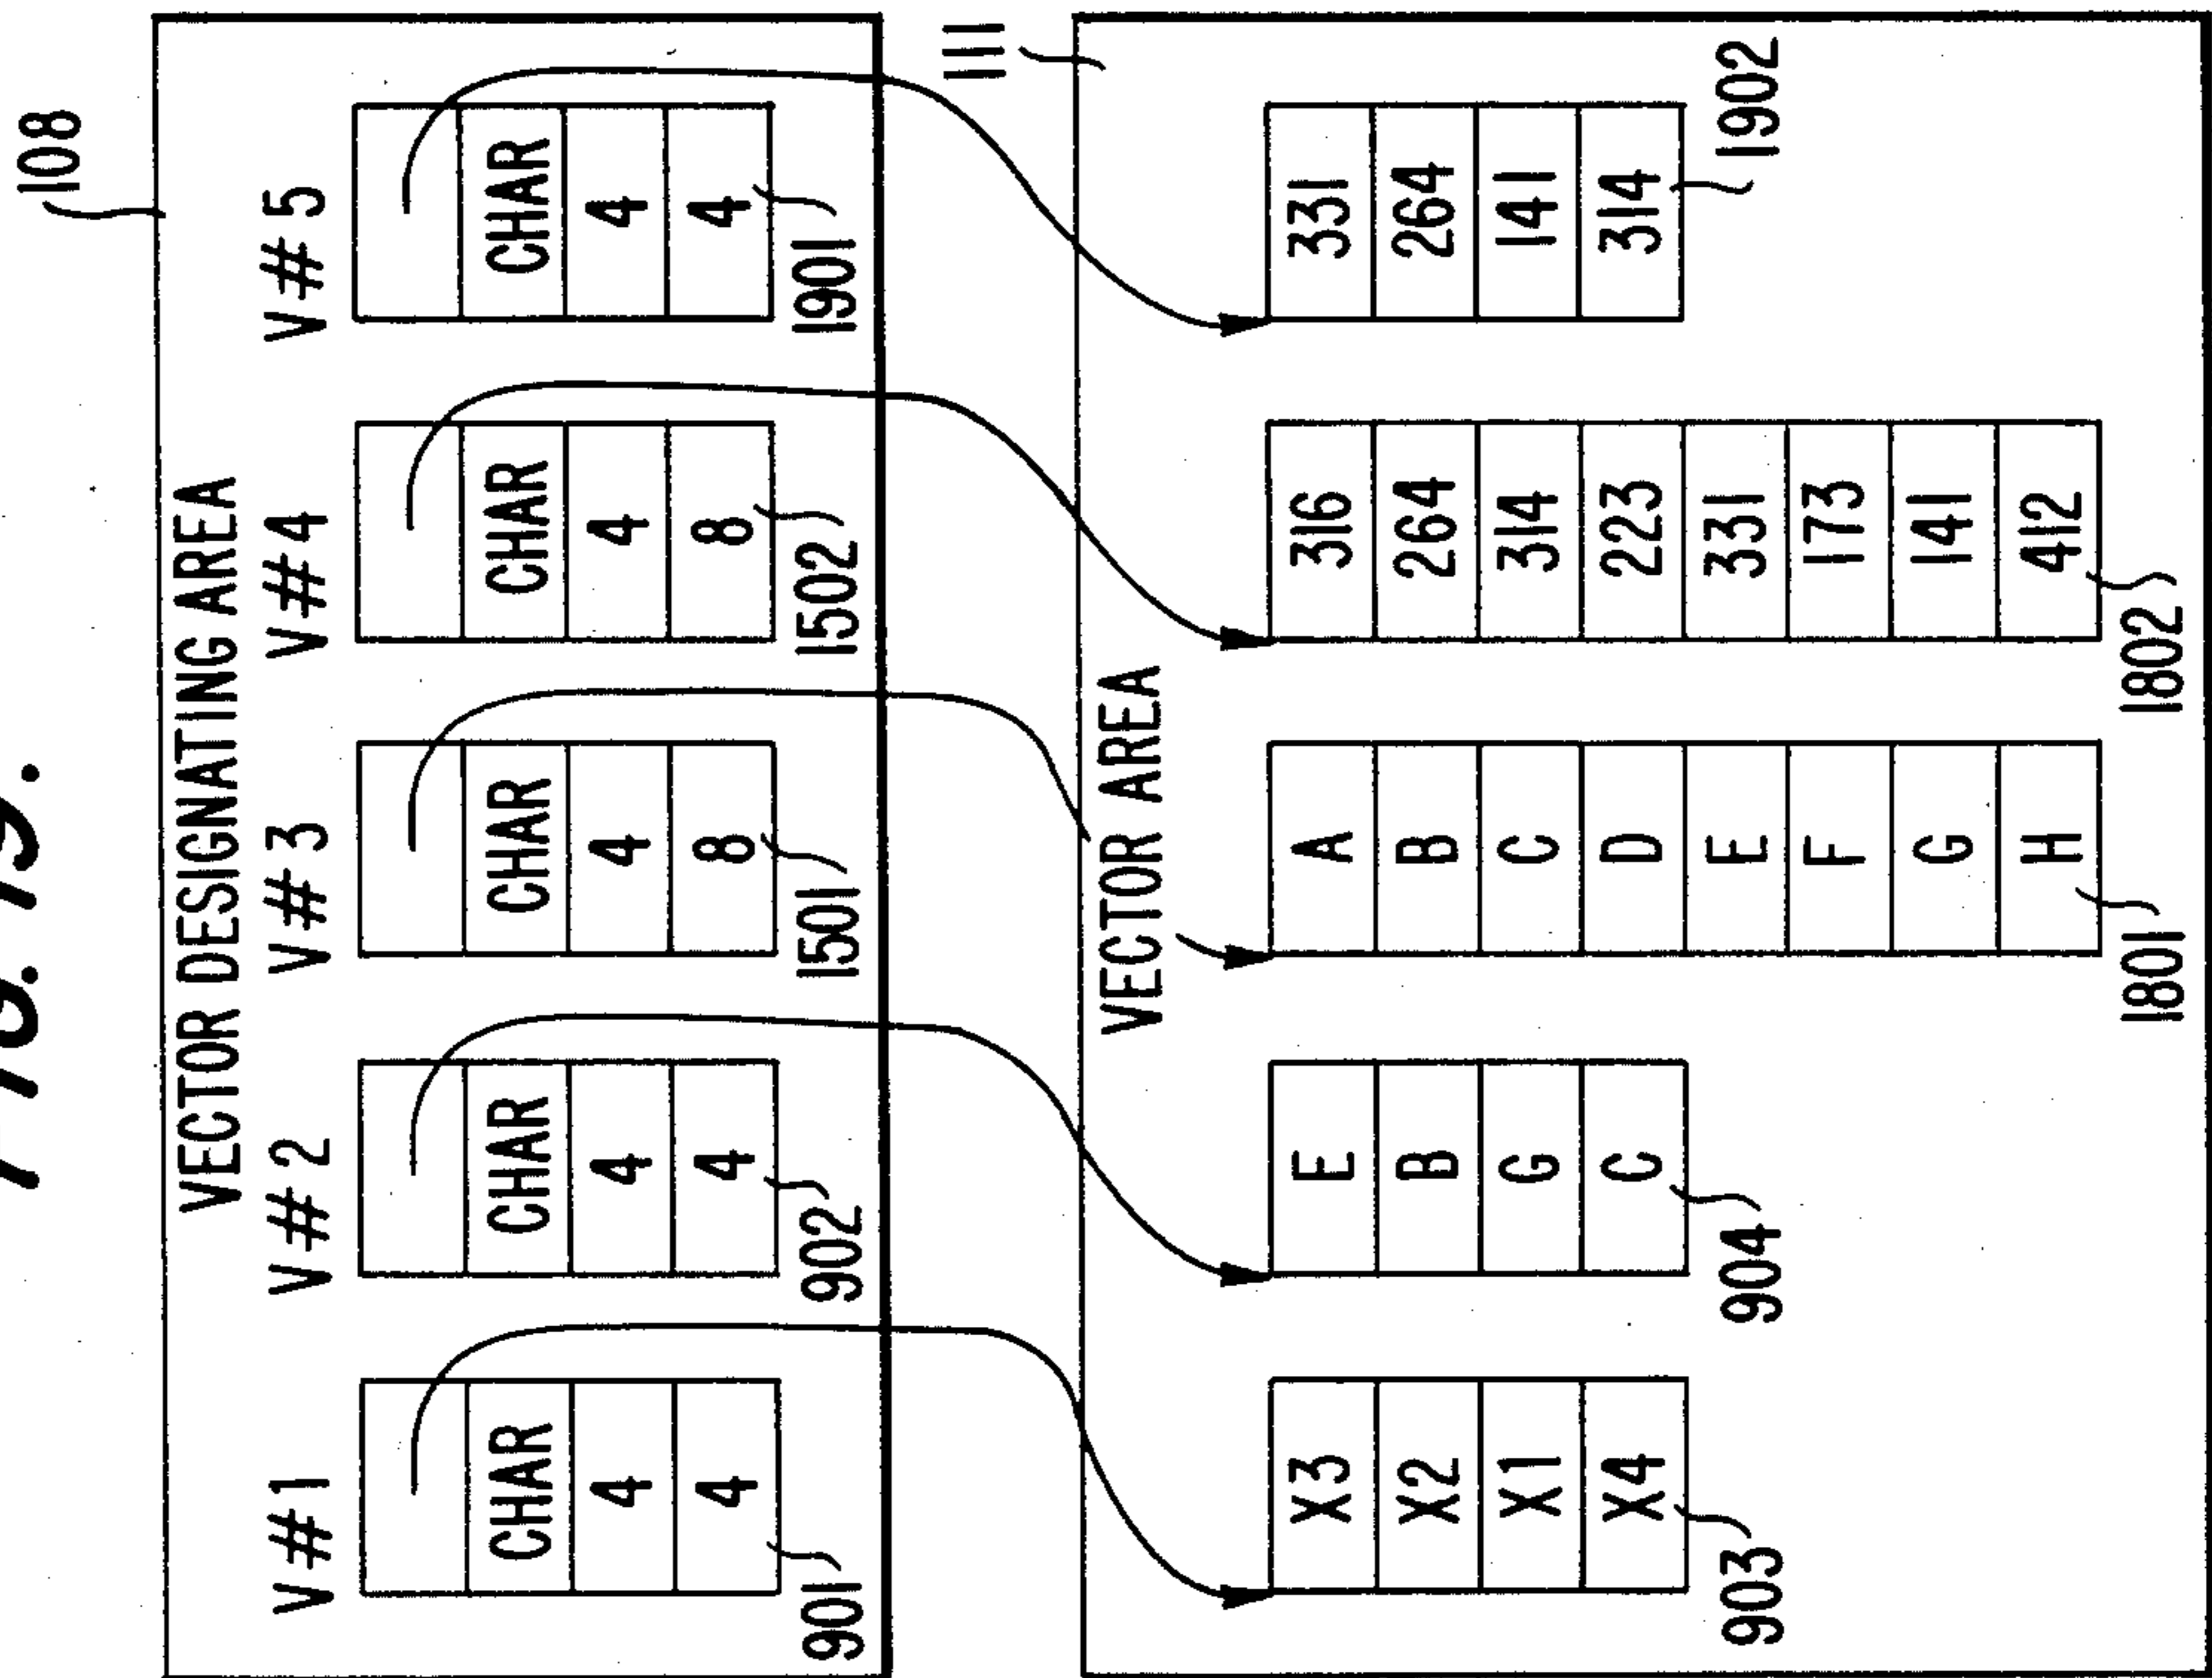 FIG. 19.
108
VECTOR DESIGNATING AREA
V#1 V#2 V#3 V#4 V#5
CHAR CHAR CHAR CHAR CHAR
4 4 4 4 4
4 4 8 8 4
901 902 1501 1502 1901
111
VECTOR AREA
X3 E A 316 331
X2 B B 264 264
X1 G C 314 141
X4 C D 223 314
903 904 E 331 1902
F 173
G 141
H 412
1801 1802